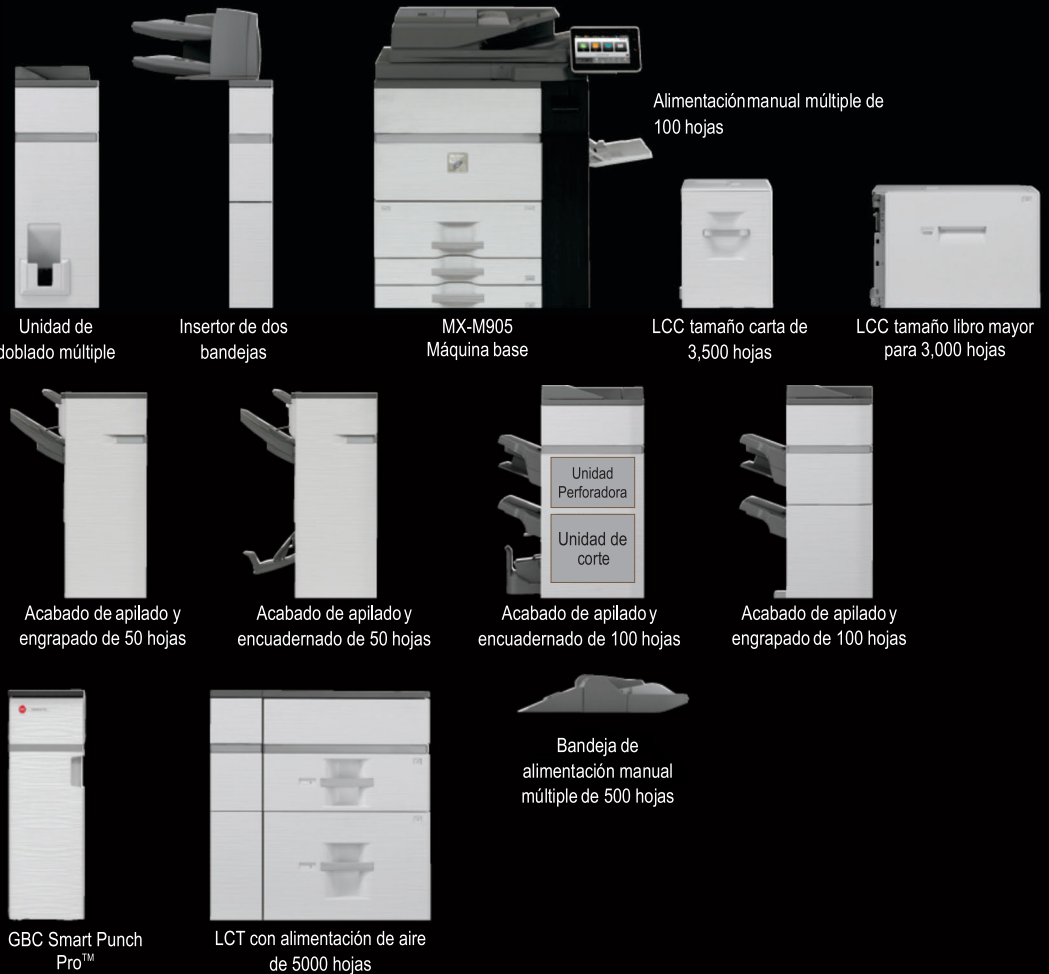 Alimentación manual múltiple de
100 hojas
Unidad de
doblado múltiple
Insertor de dos
bandejas
MX-M905
Máquina base
LCC tamaño carta de
3,500 hojas
LCC tamaño libro mayor
para 3,000 hojas
Unidad
Perforadora
Unidad de
corte
Acabado de apilado y
engrapado de 50 hojas
Acabado de apilado y
encuadernado de 50 hojas
Acabado de apilado y
encuadernado de 100 hojas
Acabado de apilado y
engrapado de 100 hojas
Bandeja de
alimentación manual
múltiple de 500 hojas
GBC Smart Punch
Pro™
LCT con alimentación de aire
de 5000 hojas